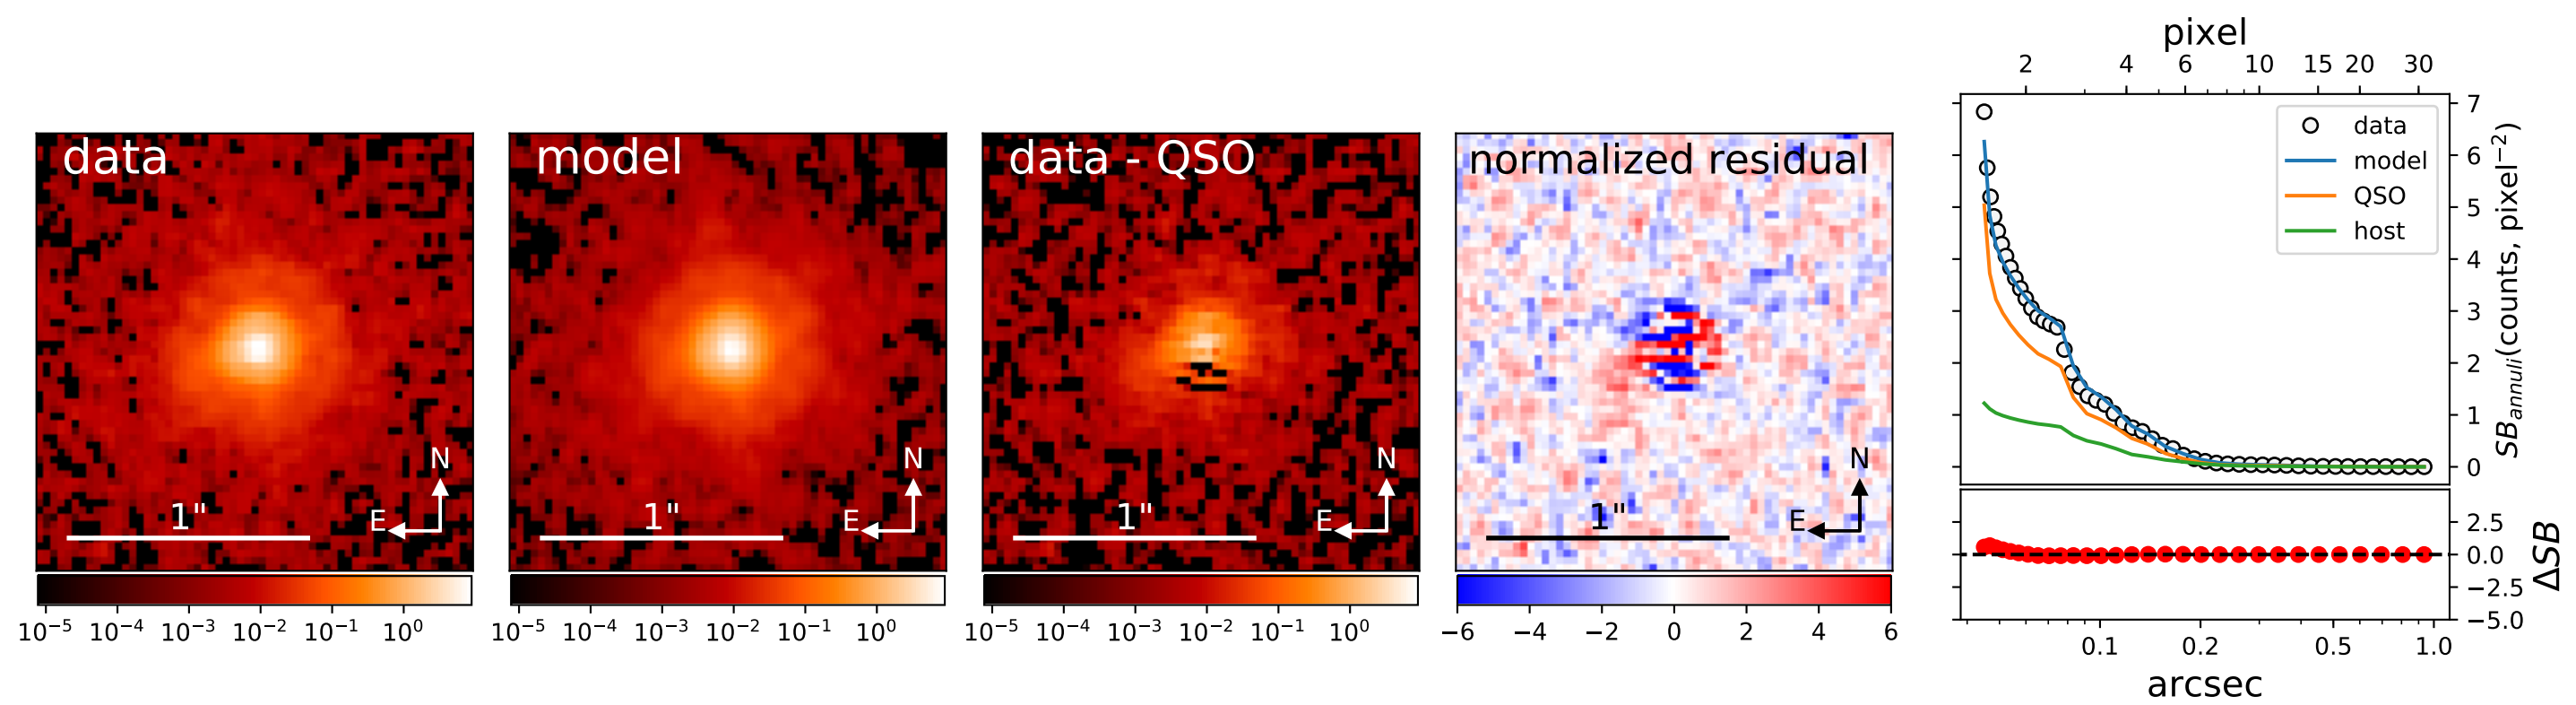 data
N
E
1"
10⁻⁵ 10⁻⁴ 10⁻³ 10⁻² 10⁻¹ 10⁰
model
N
E
1"
10⁻⁵ 10⁻⁴ 10⁻³ 10⁻² 10⁻¹ 10⁰
data - QSO
N
E
1"
10⁻⁵ 10⁻⁴ 10⁻³ 10⁻² 10⁻¹ 10⁰
normalized residual
N
E
1"
−6 −4 −2 0 2 4 6
pixel
2 4 6 10 15 20 30
data
model
QSO
host
7
6
5
4
3
2
1
0
SB_annuli(counts, pixel⁻²)
2.5
0.0
−2.5
−5.0
ΔSB
0.1 0.2 0.5 1.0
arcsec